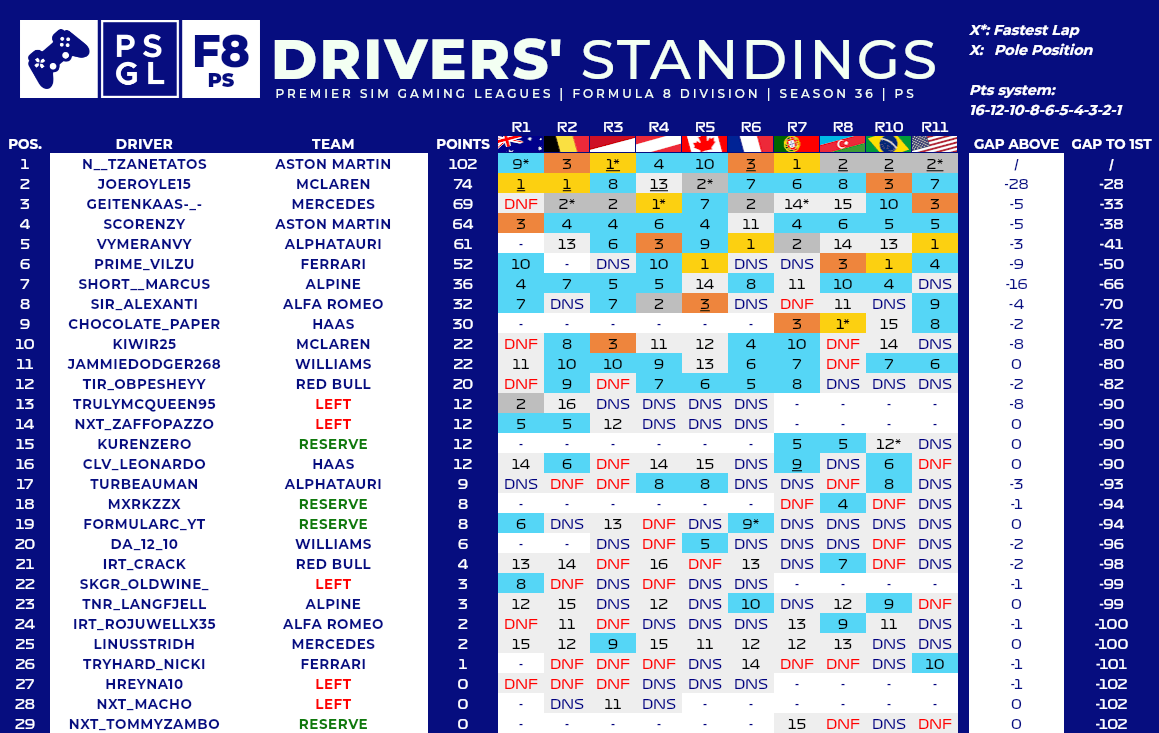 X*: Fastest Lap
PS
GL
F8
PS
DRIVERS' STANDINGS
X: Pole Position
PREMIER SIM GAMING LEAGUES | FORMULA 8 DIVISION | SEASON 36 | PS
Pts system:
16-12-10-8-6-5-4-3-2-1
R1 R2 R3 R4 R5 R6 R7 R8 R10 R11
POS. DRIVER TEAM POINTS GAP ABOVE GAP TO 1ST
1 N__TZANETATOS ASTON MARTIN 102 9* 3 1* 4 10 3 1 2 2 2* / /
2 JOEROYLE15 MCLAREN 74 1 1 8 13 2* 7 6 8 3 7 -28 -28
3 GEITENKAAS-_- MERCEDES 69 DNF 2* 2 1* 7 2 14* 15 10 3 -5 -33
4 SCORENZY ASTON MARTIN 64 3 4 4 6 4 11 4 6 5 5 -5 -38
5 VYMERANVY ALPHATAURI 61 - 13 6 3 9 1 2 14 13 1 -3 -41
6 PRIME_VILZU FERRARI 52 10 - DNS 10 1 DNS DNS 3 1 4 -9 -50
7 SHORT__MARCUS ALPINE 36 4 7 5 5 14 8 11 10 4 DNS -16 -66
8 SIR_ALEXANTI ALFA ROMEO 32 7 DNS 7 2 3 DNS DNF 11 DNS 9 -4 -70
9 CHOCOLATE_PAPER HAAS 30 - - - - - - 3 1* 15 8 -2 -72
10 KIWIR25 MCLAREN 22 DNF 8 3 11 12 4 10 DNF 14 DNS -8 -80
11 JAMMIEDODGER268 WILLIAMS 22 11 10 10 9 13 6 7 DNF 7 6 0 -80
12 TIR_OBPESHEYY RED BULL 20 DNF 9 DNF 7 6 5 8 DNS DNS DNS -2 -82
13 TRULYMCQUEEN95 LEFT 12 2 16 DNS DNS DNS DNS - - - - -8 -90
14 NXT_ZAFFOPAZZO LEFT 12 5 5 12 DNS DNS DNS - - - - 0 -90
15 KURENZERO RESERVE 12 - - - - - - 5 5 12* DNS 0 -90
16 CLV_LEONARDO HAAS 12 14 6 DNF 14 15 DNS 9 DNS 6 DNF 0 -90
17 TURBEAUMAN ALPHATAURI 9 DNS DNF DNF 8 8 DNS DNS DNS 8 DNS -3 -93
18 MXRKZZX RESERVE 8 - - - - - - DNF 4 DNF DNS -1 -94
19 FORMULARC_YT RESERVE 8 6 DNS 13 DNF DNS 9* DNS DNS DNS DNS 0 -94
20 DA_12_10 WILLIAMS 6 - - DNS DNF 5 DNS DNS DNS DNF DNS -2 -96
21 IRT_CRACK RED BULL 4 13 14 DNF 16 DNF 13 DNS 7 DNF DNS -2 -98
22 SKGR_OLDWINE_ LEFT 3 8 DNF DNS DNF DNS DNS - - - - -1 -99
23 TNR_LANGFJELL ALPINE 3 12 15 DNS 12 DNS 10 DNS 12 9 DNF 0 -99
24 IRT_ROJUWELLX35 ALFA ROMEO 2 DNF 11 DNF DNS DNS DNS 13 9 11 DNS -1 -100
25 LINUSSTRIDH MERCEDES 2 15 12 9 15 11 12 12 13 DNS DNS 0 -100
26 TRYHARD_NICKI FERRARI 1 - DNF DNF DNF DNS 14 DNF DNF DNS 10 -1 -101
27 HREYNA10 LEFT 0 DNF DNF DNF DNS DNS DNS - - - - -1 -102
28 NXT_MACHO LEFT 0 - DNS 11 DNS - - - - - - 0 -102
29 NXT_TOMMYZAMBO RESERVE 0 - - - - - - 15 DNF DNS DNF 0 -102